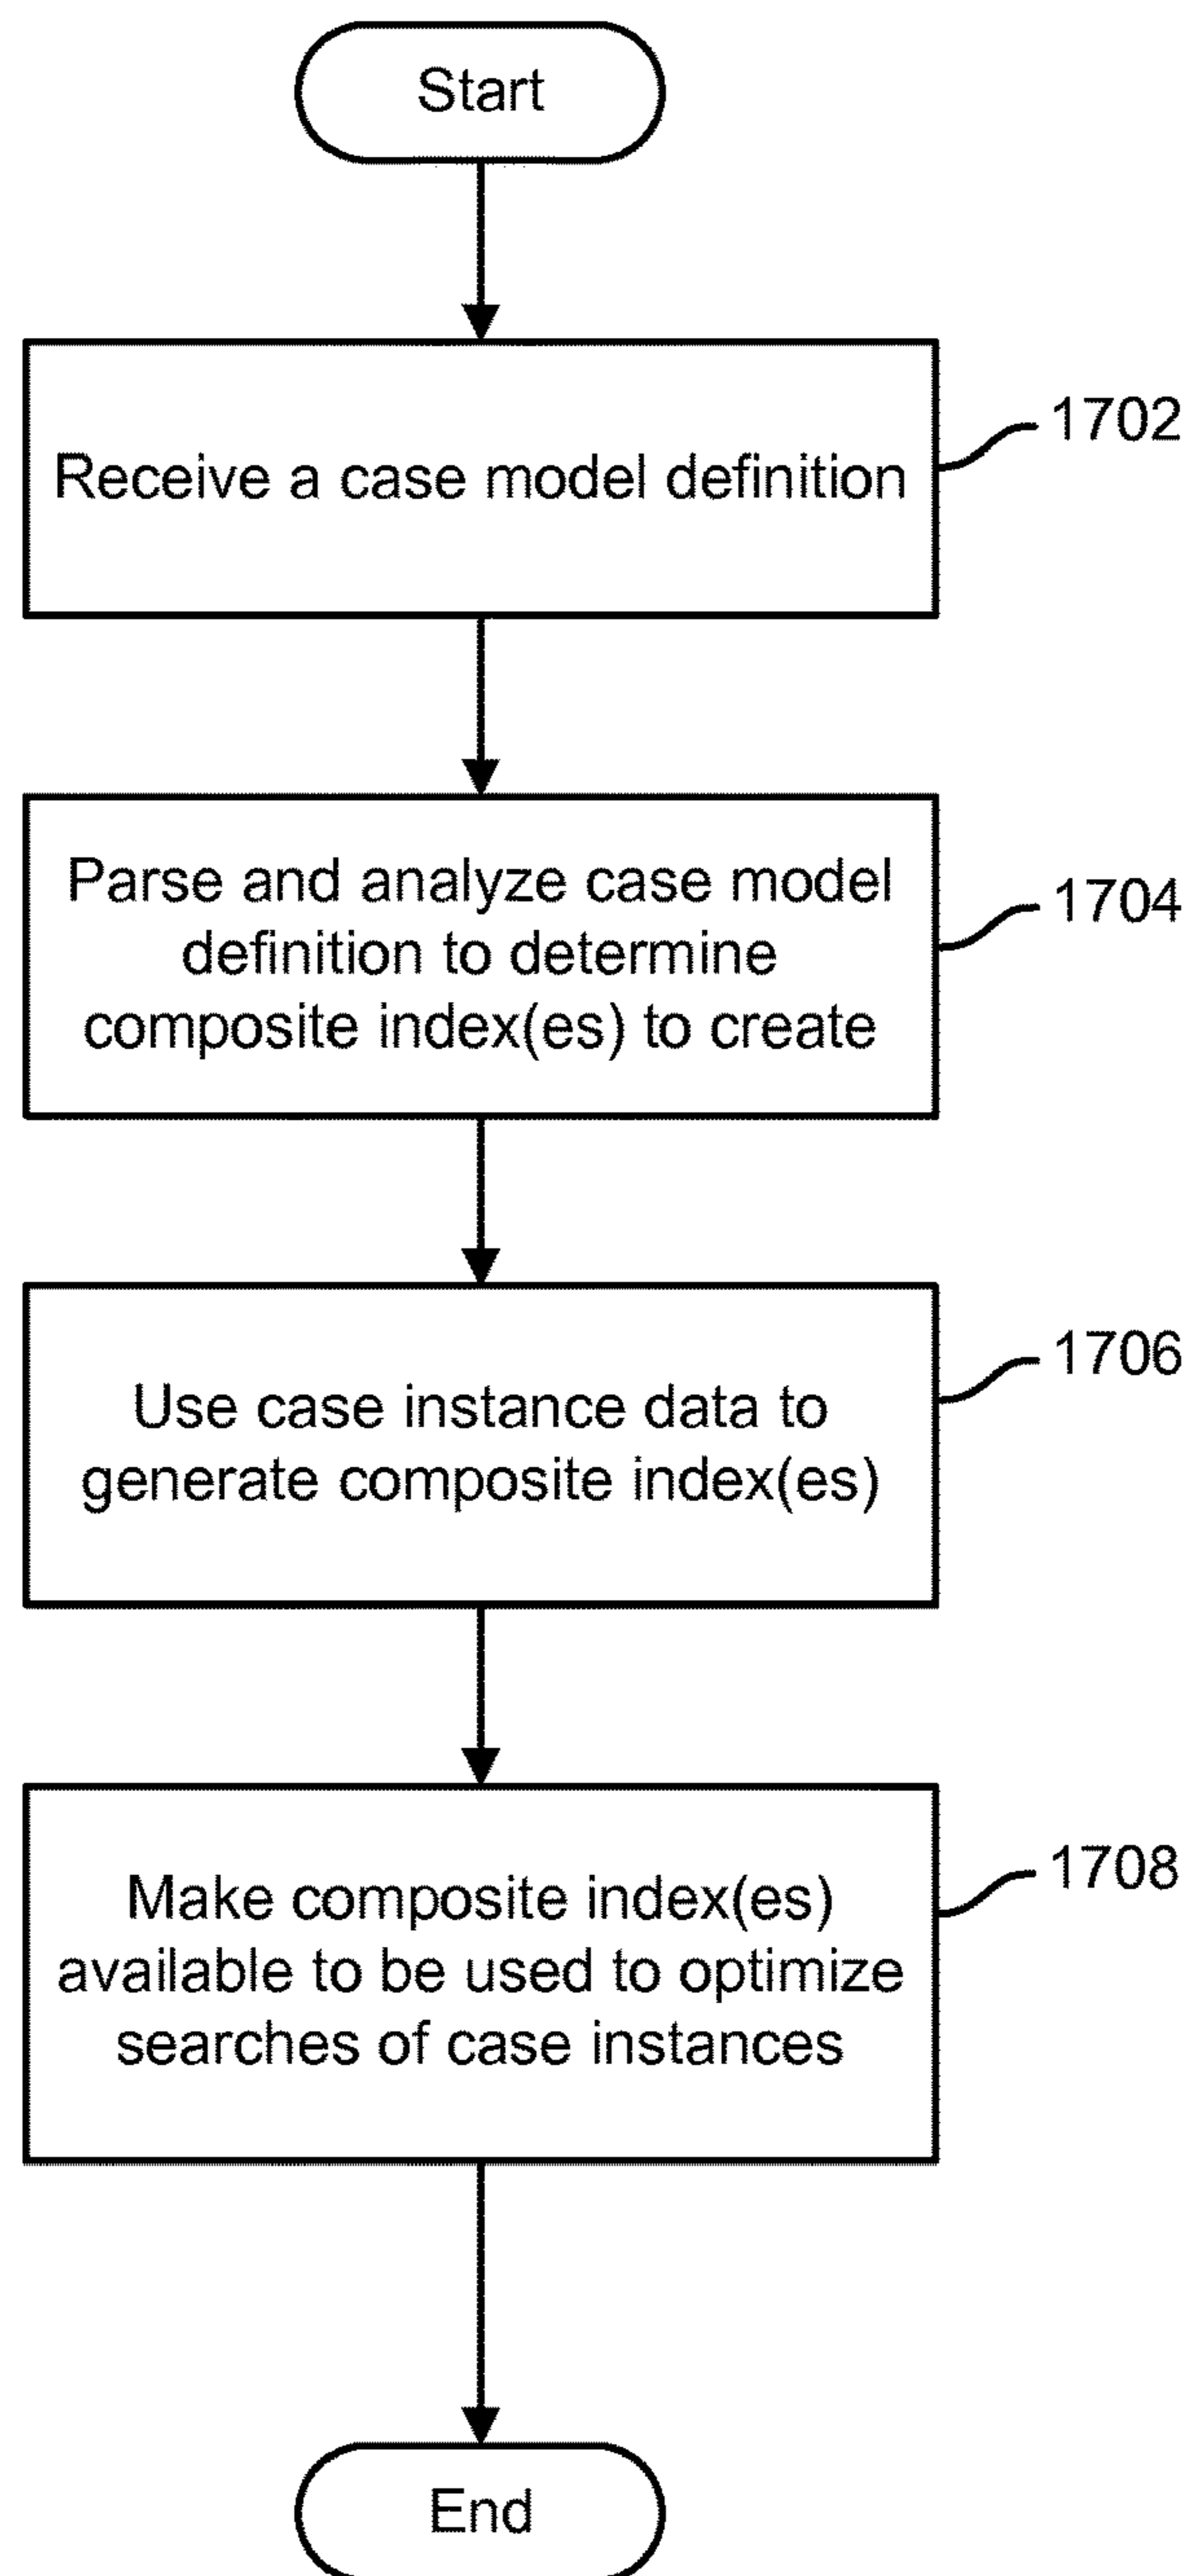 Start
Receive a case model definition
1702
Parse and analyze case model
definition to determine
composite index(es) to create
1704
Use case instance data to
generate composite index(es)
1706
Make composite index(es)
available to be used to optimize
searches of case instances
1708
End